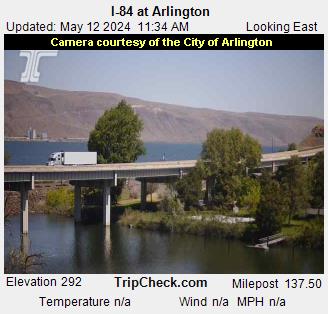 I-84 at Arlington
Updated: May 12 2024 11:34 AM Looking East
Camera courtesy of the City of Arlington
Elevation 292 TripCheck.com Milepost 137.50
Temperature n/a Wind n/a MPH n/a